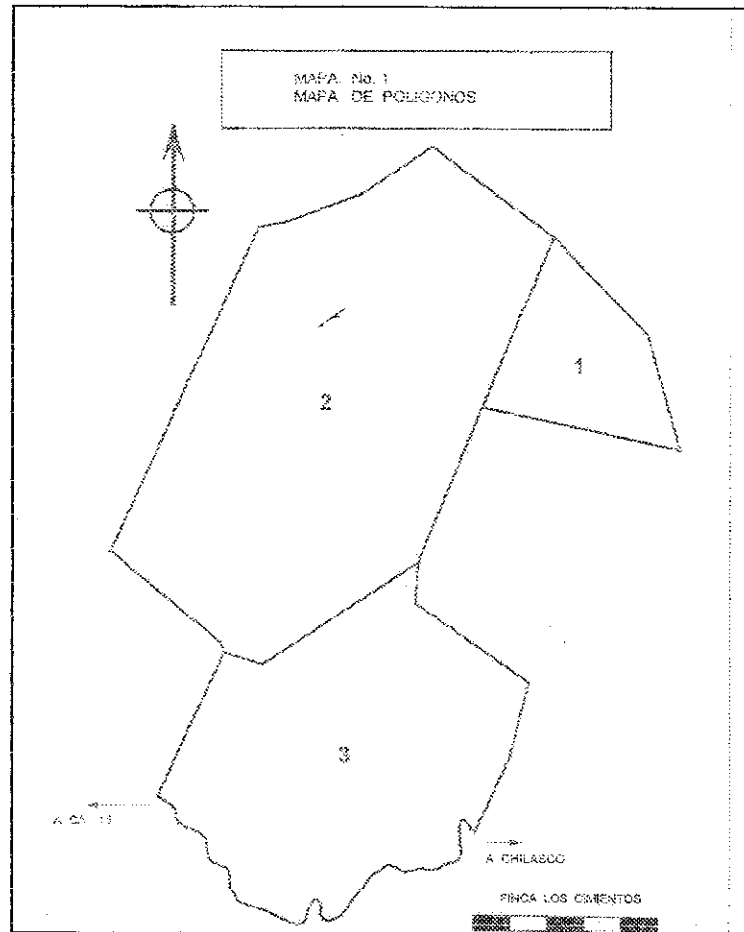 MAPA No. 1
MAPA DE POLIGONOS
1
2
3
A
A CHILASCO
FINCA LOS CIMIENTOS